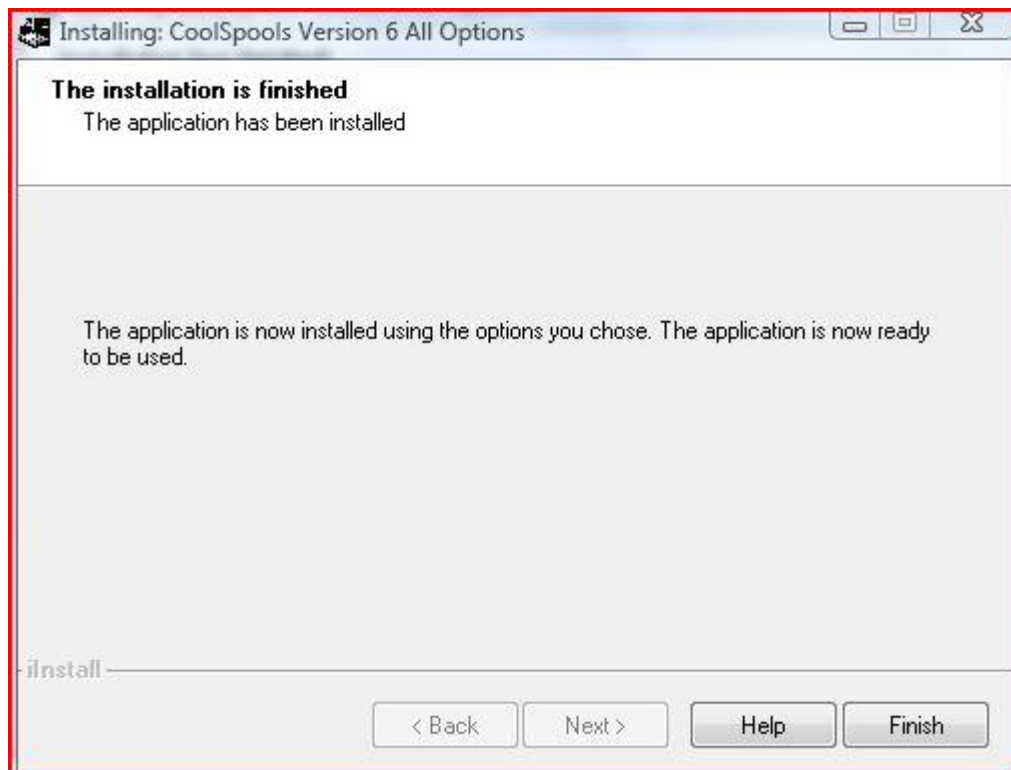 Installing: CoolSpools Version 6 All Options
The installation is finished
The application has been installed
The application is now installed using the options you chose. The application is now ready
to be used.
iInstall
< Back Next > Help Finish